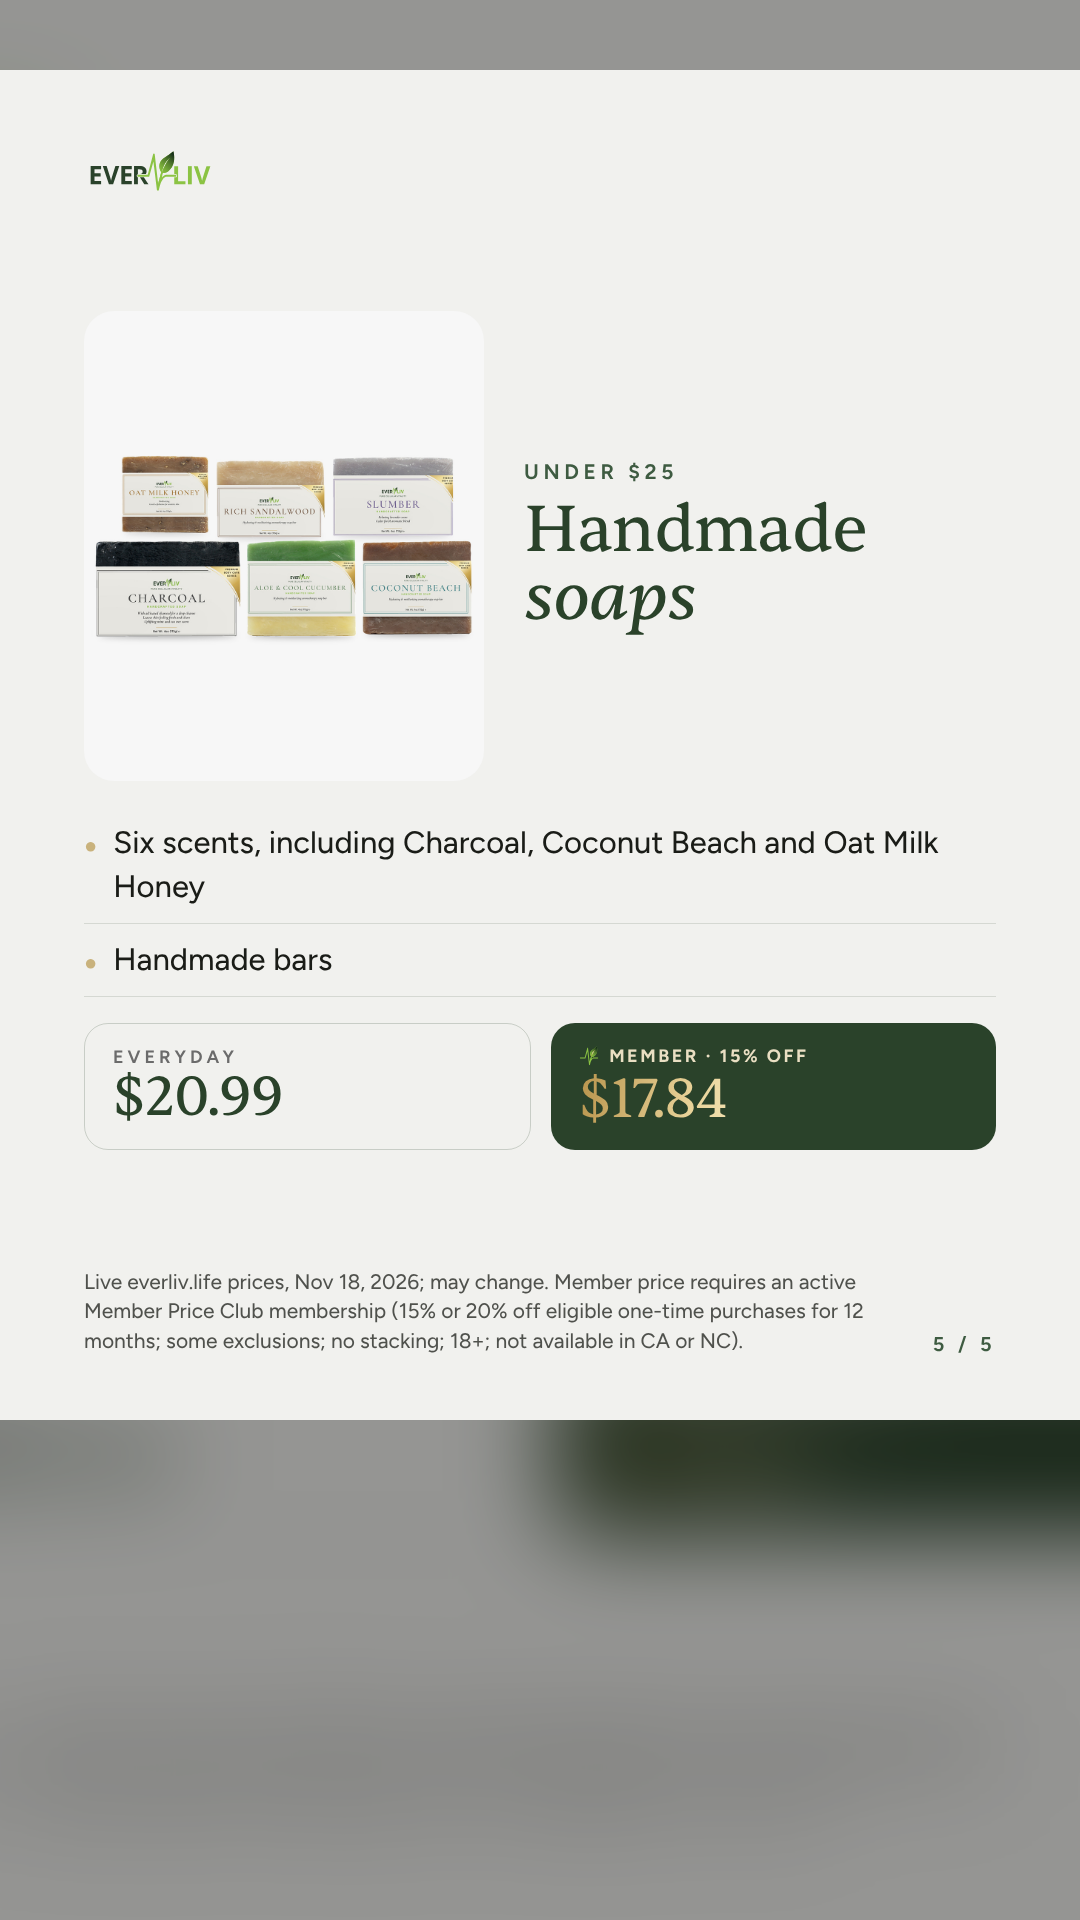 EVER LIV
OAT MILK HONEY
RICH SANDALWOOD
SLUMBER
CHARCOAL
ALOE & COOL CUCUMBER
COCONUT BEACH
UNDER $25
Handmade
soaps
Six scents, including Charcoal, Coconut Beach and Oat Milk
Honey
Handmade bars
EVERYDAY
$20.99
MEMBER · 15% OFF
$17.84
Live everliv.life prices, Nov 18, 2026; may change. Member price requires an active
Member Price Club membership (15% or 20% off eligible one-time purchases for 12
months; some exclusions; no stacking; 18+; not available in CA or NC).
5 / 5